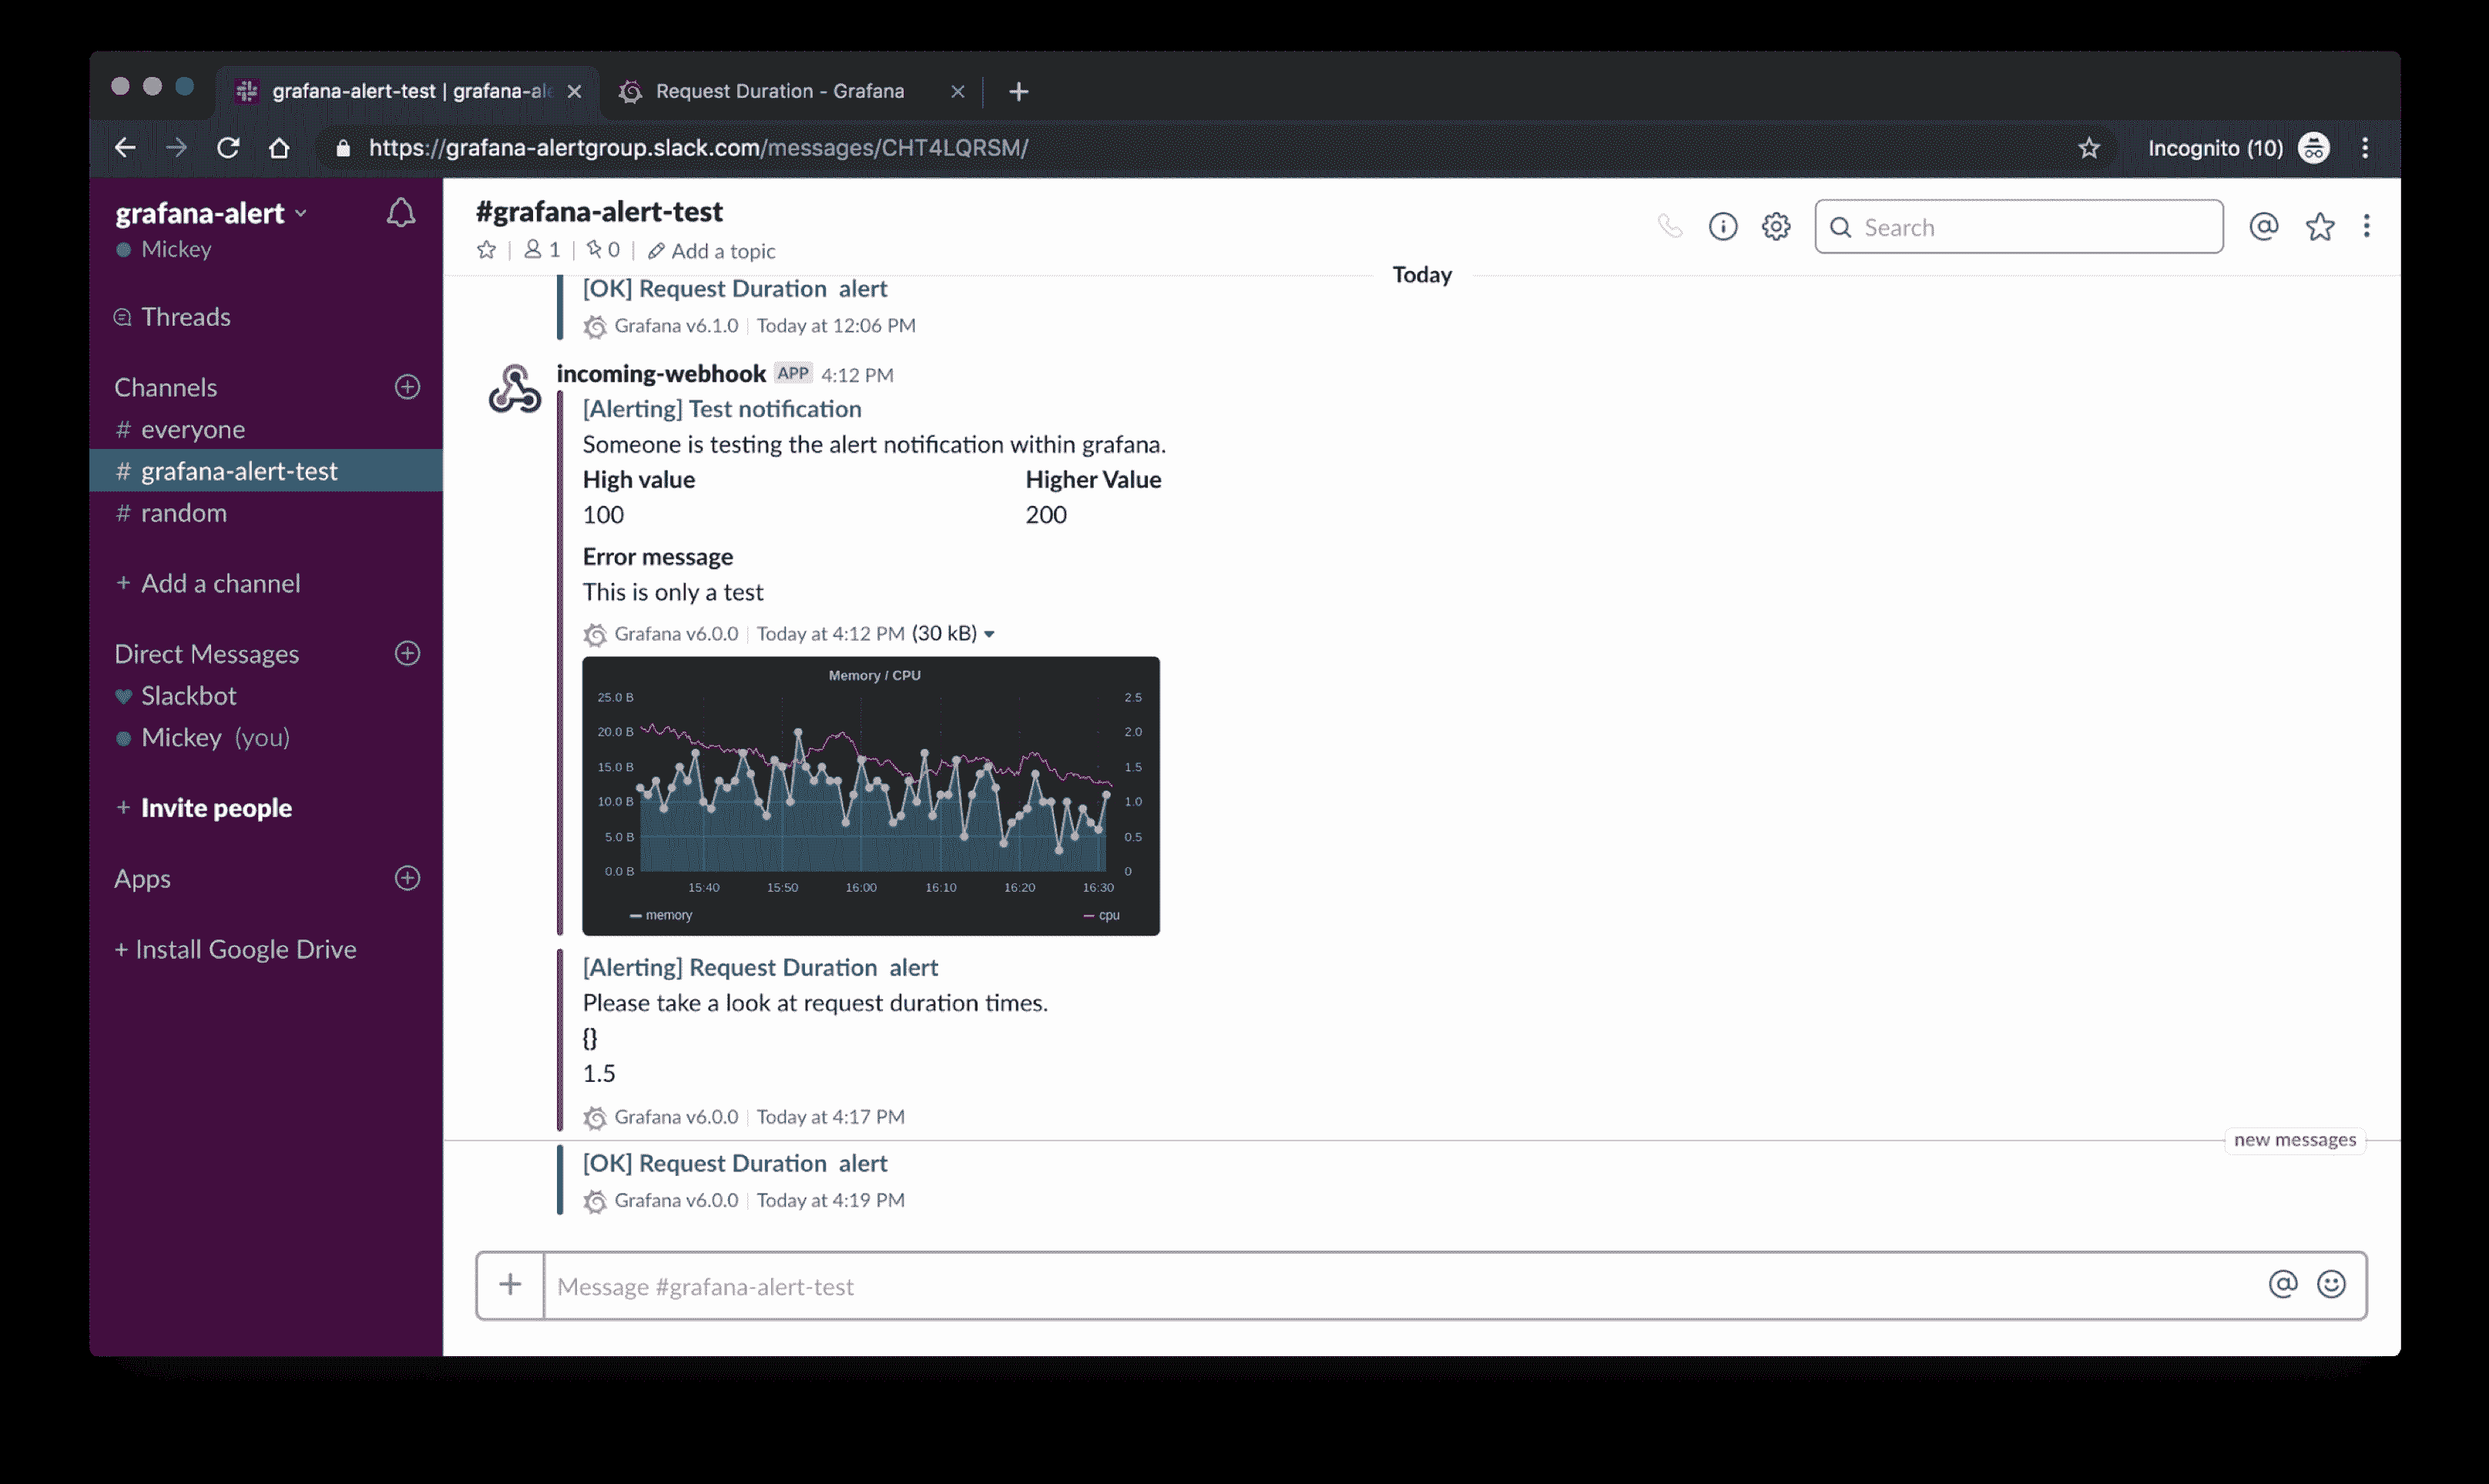 grafana-alert-test | grafana-al
Request Duration - Grafana
https://grafana-alertgroup.slack.com/messages/CHT4LQRSM/
Incognito (10)
grafana-alert
Mickey
Threads
Channels
# everyone
# grafana-alert-test
# random
+ Add a channel
Direct Messages
Slackbot
Mickey (you)
+ Invite people
Apps
+ Install Google Drive
#grafana-alert-test
1 | 0 | Add a topic
Search
Today
[OK] Request Duration alert
Grafana v6.1.0 | Today at 12:06 PM
incoming-webhook APP 4:12 PM
[Alerting] Test notification
Someone is testing the alert notification within grafana.
High value Higher Value
100 200
Error message
This is only a test
Grafana v6.0.0 | Today at 4:12 PM (30 kB)
Memory / CPU
25.0 B 2.5
20.0 B 2.0
15.0 B 1.5
10.0 B 1.0
5.0 B 0.5
0.0 B 0
15:40 15:50 16:00 16:10 16:20 16:30
memory cpu
[Alerting] Request Duration alert
Please take a look at request duration times.
{}
1.5
Grafana v6.0.0 | Today at 4:17 PM
new messages
[OK] Request Duration alert
Grafana v6.0.0 | Today at 4:19 PM
Message #grafana-alert-test